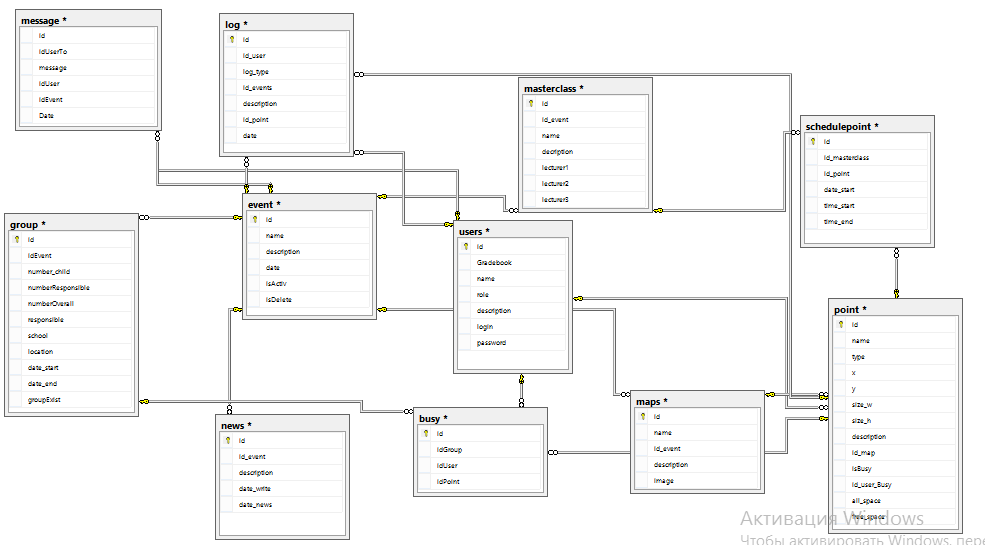 message *
id
idUserTo
message
idUser
idEvent
Date
log *
id
id_user
log_type
id_events
description
id_point
date
masterclass *
id
id_event
name
decription
lecturer1
lecturer2
lecturer3
schedulepoint *
id
id_masterclass
id_point
date_start
time_start
time_end
group *
id
idEvent
number_child
numberResponsible
numberOverall
responsible
school
location
date_start
date_end
groupExist
event *
id
name
description
date
isActiv
isDelete
users *
id
Gradebook
name
role
description
login
password
point *
id
name
type
x
y
size_w
size_h
description
id_map
isBusy
id_user_Busy
all_space
free_space
news *
id
id_event
description
date_write
date_news
busy *
id
idGroup
idUser
idPoint
maps *
id
name
id_event
description
image
Активация Windows
Чтобы активировать Windows, пере